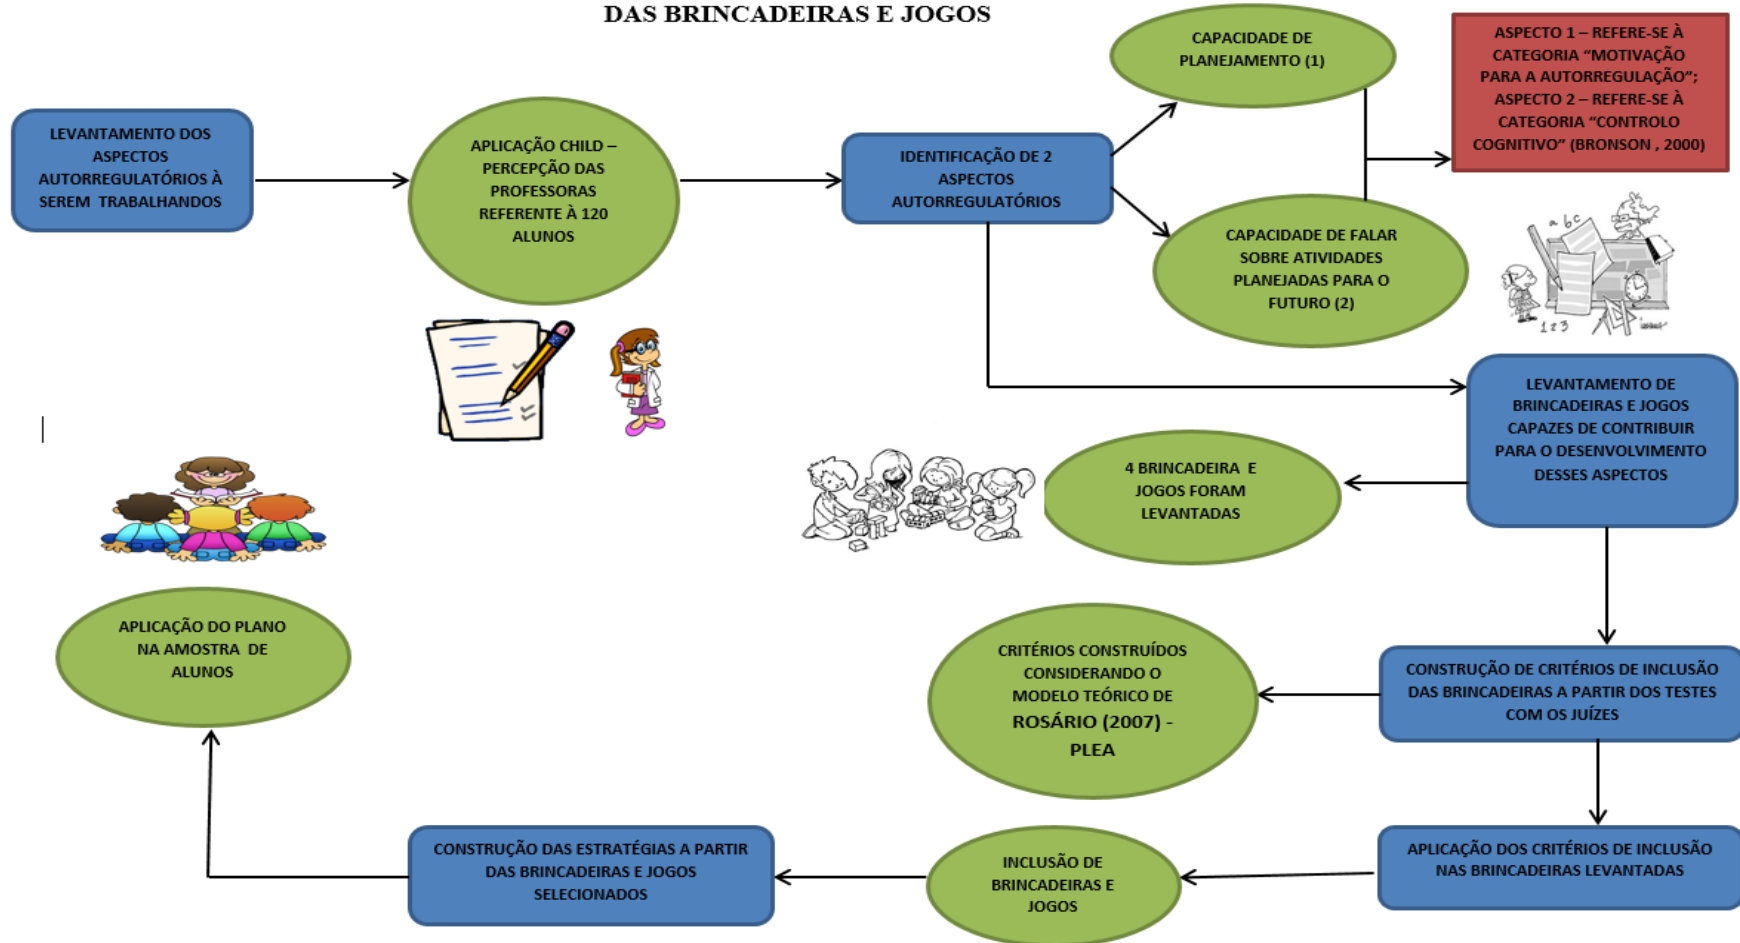 DAS BRINCADEIRAS E JOGOS
LEVANTAMENTO DOS
ASPECTOS
AUTORREGULATÓRIOS À
SEREM TRABALHANDOS
APLICAÇÃO CHILD –
PERCEPÇÃO DAS
PROFESSORAS
REFERENTE À 120
ALUNOS
IDENTIFICAÇÃO DE 2
ASPECTOS
AUTORREGULATÓRIOS
CAPACIDADE DE
PLANEJAMENTO (1)
CAPACIDADE DE FALAR
SOBRE ATIVIDADES
PLANEJADAS PARA O
FUTURO (2)
ASPECTO 1 – REFERE-SE À
CATEGORIA “MOTIVAÇÃO
PARA A AUTORREGULAÇÃO”;
ASPECTO 2 – REFERE-SE À
CATEGORIA “CONTROLO
COGNITIVO” (BRONSON , 2000)
a b c
1 2 3
LEVANTAMENTO DE
BRINCADEIRAS E JOGOS
CAPAZES DE CONTRIBUIR
PARA O DESENVOLVIMENTO
DESSES ASPECTOS
4 BRINCADEIRA E
JOGOS FORAM
LEVANTADAS
CONSTRUÇÃO DE CRITÉRIOS DE INCLUSÃO
DAS BRINCADEIRAS A PARTIR DOS TESTES
COM OS JUÍZES
CRITÉRIOS CONSTRUÍDOS
CONSIDERANDO O
MODELO TEÓRICO DE
ROSÁRIO (2007) -
PLEA
APLICAÇÃO DOS CRITÉRIOS DE INCLUSÃO
NAS BRINCADEIRAS LEVANTADAS
INCLUSÃO DE
BRINCADEIRAS E
JOGOS
CONSTRUÇÃO DAS ESTRATÉGIAS A PARTIR
DAS BRINCADEIRAS E JOGOS
SELECIONADOS
APLICAÇÃO DO PLANO
NA AMOSTRA DE
ALUNOS